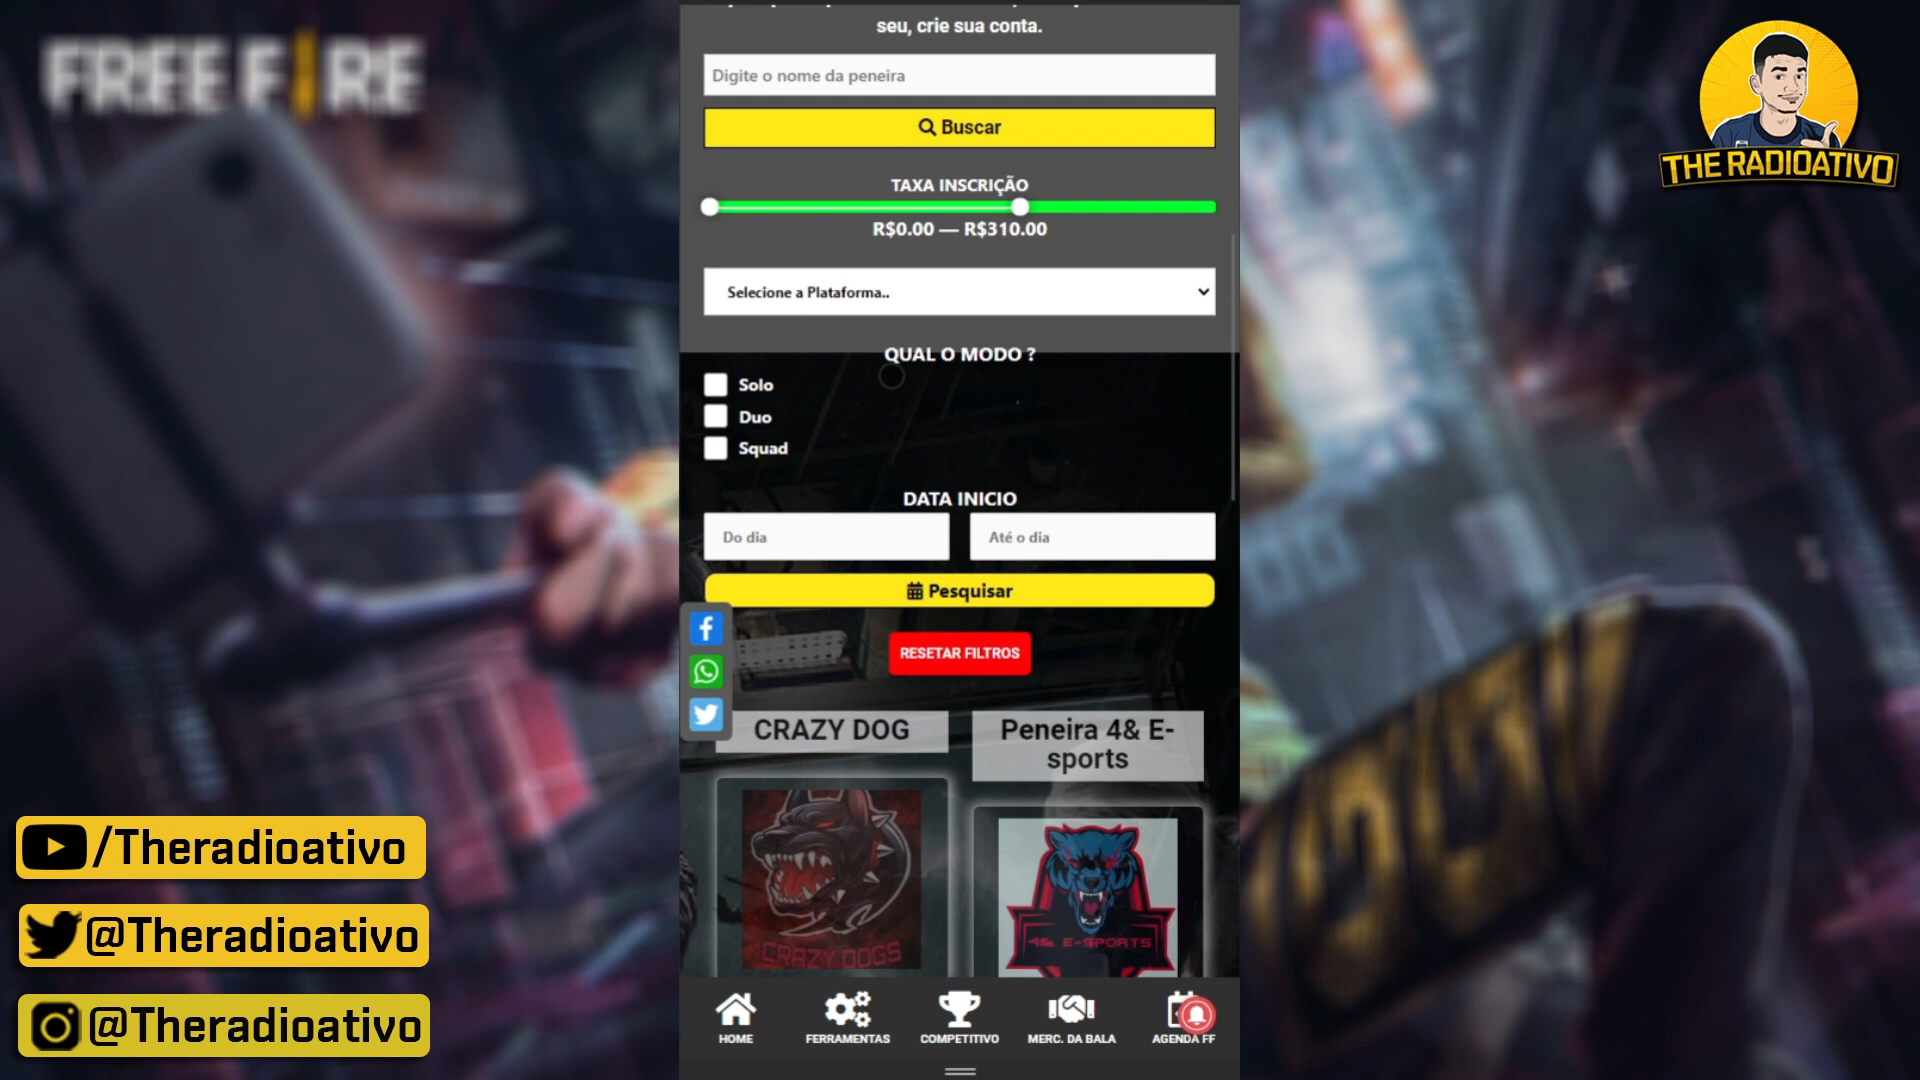 FREE FIRE
THE RADIOATIVO
seu, crie sua conta.
Digite o nome da peneira
Buscar
TAXA INSCRIÇÃO
R$0.00 — R$310.00
Selecione a Plataforma..
QUAL O MODO ?
Solo
Duo
Squad
DATA INICIO
Do dia
Até o dia
Pesquisar
RESETAR FILTROS
CRAZY DOG
Peneira 4& E-
sports
CRAZY DOGS
4& E-SPORTS
HOME
FERRAMENTAS
COMPETITIVO
MERC. DA BALA
AGENDA FF
/Theradioativo
@Theradioativo
@Theradioativo